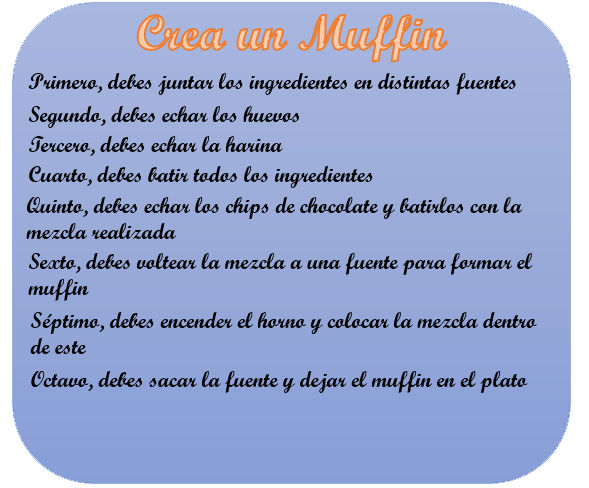 Crea un Muffin
Primero, debes juntar los ingredientes en distintas fuentes
Segundo, debes echar los huevos
Tercero, debes echar la harina
Cuarto, debes batir todos los ingredientes
Quinto, debes echar los chips de chocolate y batirlos con la
mezcla realizada
Sexto, debes voltear la mezcla a una fuente para formar el
muffin
Séptimo, debes encender el horno y colocar la mezcla dentro
de este
Octavo, debes sacar la fuente y dejar el muffin en el plato